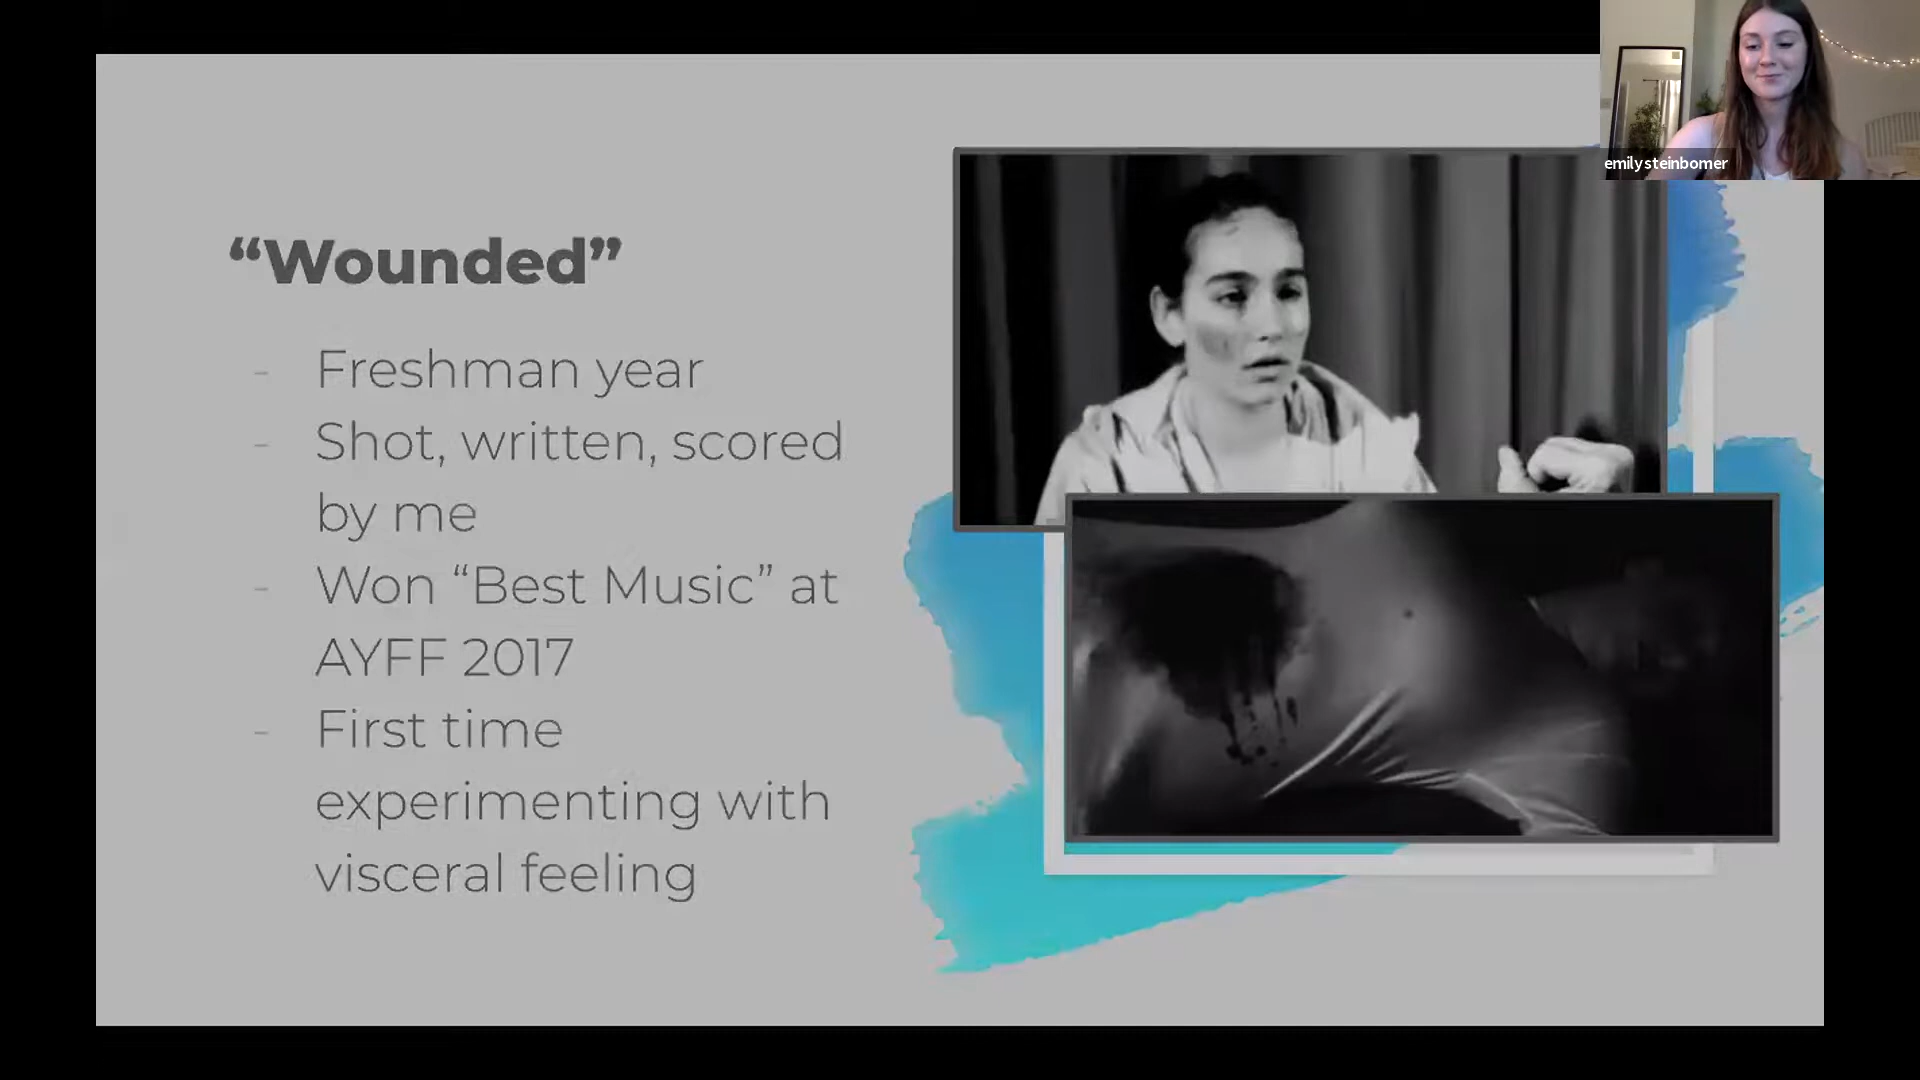 emilysteinbomer
“Wounded”
- Freshman year
- Shot, written, scored
by me
- Won “Best Music” at
AYFF 2017
- First time
experimenting with
visceral feeling